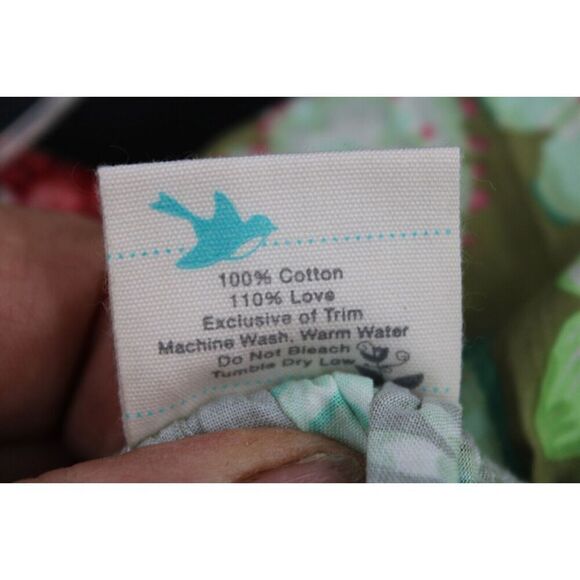 100% Cotton
110% Love
Exclusive of Trim
Machine Wash, Warm Water
Do Not Bleach
Tumble Dry Low